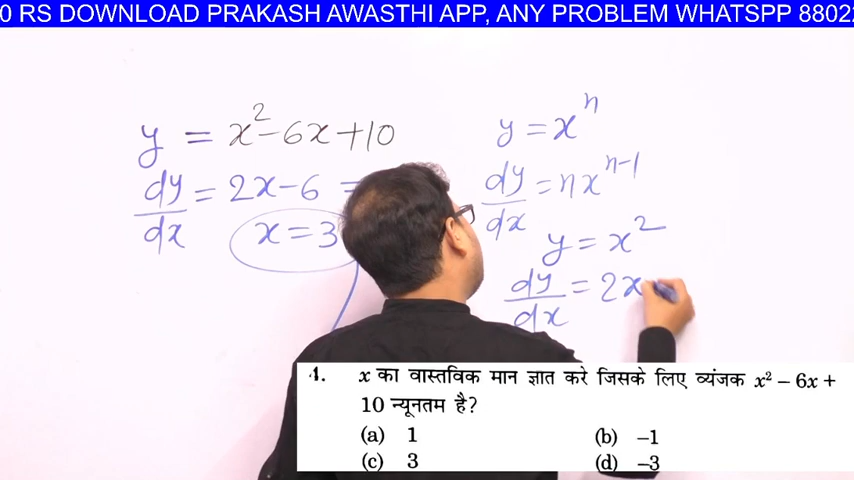 0 RS DOWNLOAD PRAKASH AWASTHI APP, ANY PROBLEM WHATSPP 8802
y = x² - 6x + 10
dy/dx = 2x - 6 =
x = 3
y = xⁿ
dy/dx = nxⁿ⁻¹
y = x²
dy/dx = 2x
1. x का वास्तविक मान ज्ञात करे जिसके लिए व्यंजक x² – 6x +
10 न्यूनतम है?
(a) 1 (b) –1
(c) 3 (d) –3